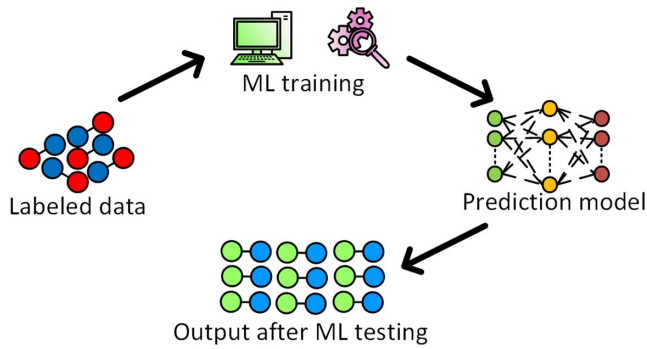 ML training
Labeled data
Prediction model
Output after ML testing